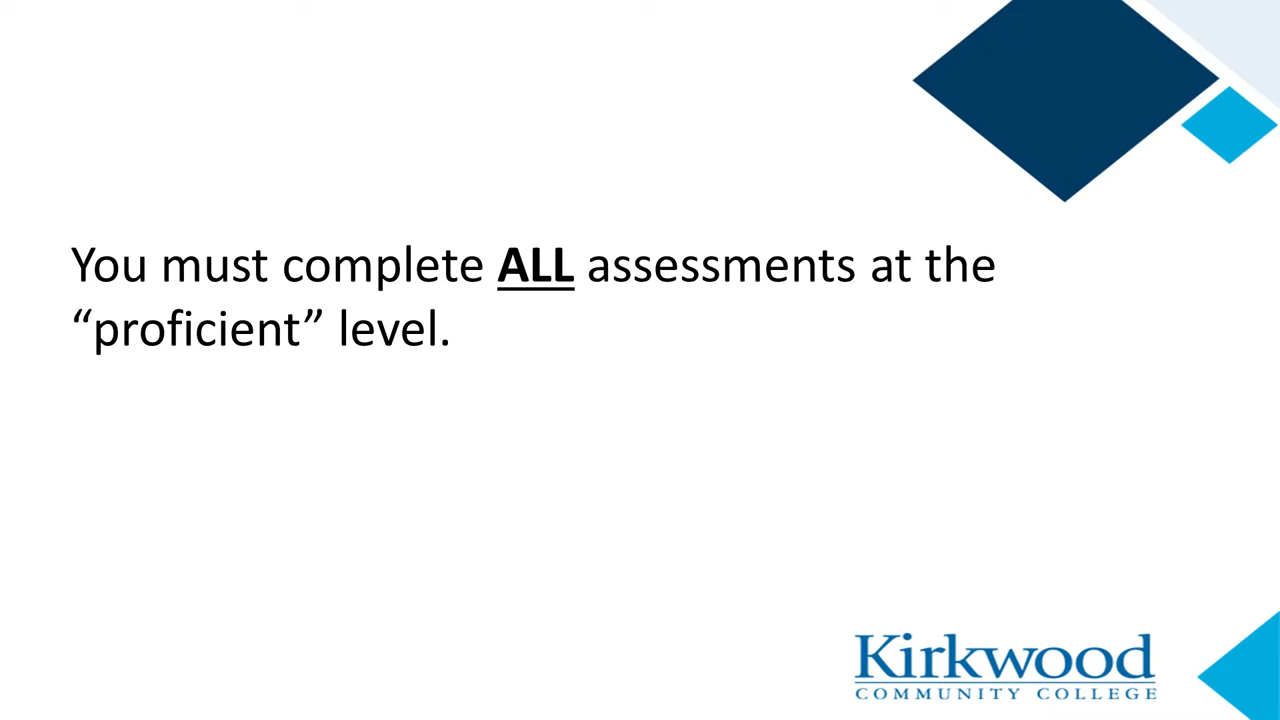 You must complete ALL assessments at the
“proficient” level.
Kirkwood
COMMUNITY COLLEGE